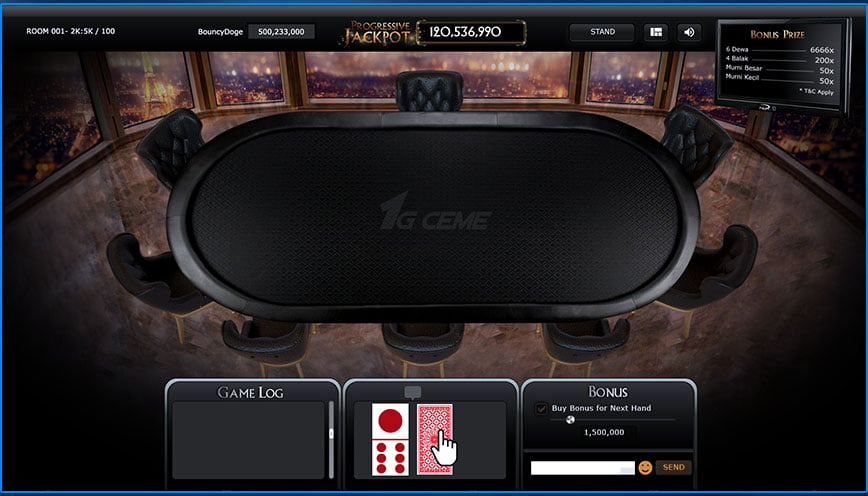 ROOM 001- 2K:5K / 100
BouncyDoge
500,233,000
PROGRESSIVE
JACKPOT
120,536,990
STAND
BONUS PRIZE
6 Dewa 6666x
4 Balak 200x
Murni Besar 50x
Murni Kecil 50x
* T&C Apply
1G CEME
GAME LOG
BONUS
Buy Bonus for Next Hand
1,500,000
SEND